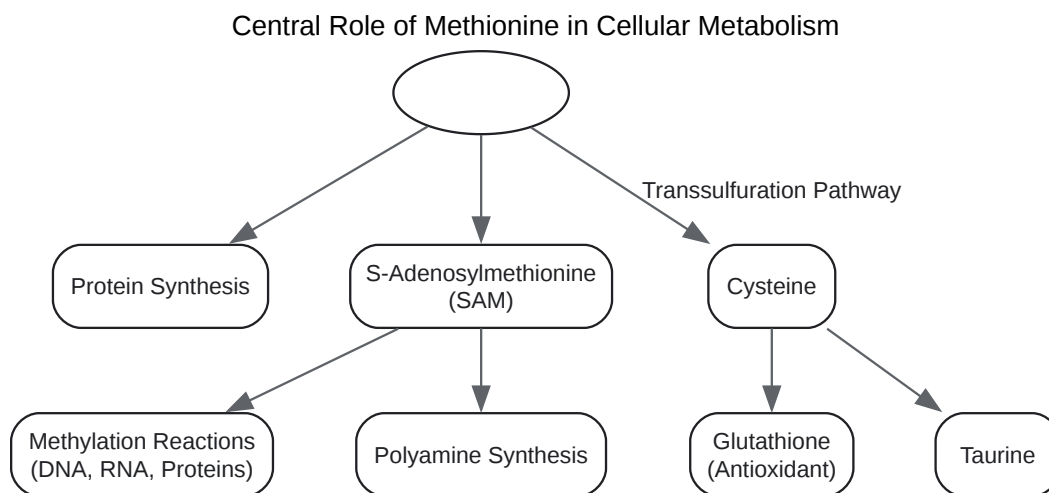 Central Role of Methionine in Cellular Metabolism
Transsulfuration Pathway
Protein Synthesis
S-Adenosylmethionine
(SAM)
Cysteine
Methylation Reactions
(DNA, RNA, Proteins)
Polyamine Synthesis
Glutathione
(Antioxidant)
Taurine